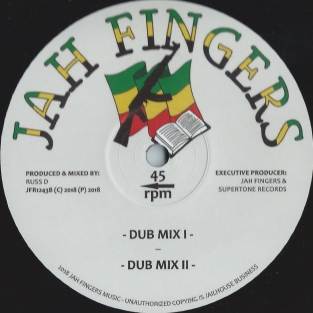 JAH FINGERS
PRODUCED & MIXED BY:
RUSS D
JFR1243B (C) 2018 (P) 2018
45
rpm
EXECUTIVE PRODUCER:
JAH FINGERS &
SUPERTONE RECORDS
- DUB MIX I -
-
- DUB MIX II -
2018 JAH FINGERS MUSIC - UNAUTHORIZED COPYING IS JAILHOUSE BUSINESS